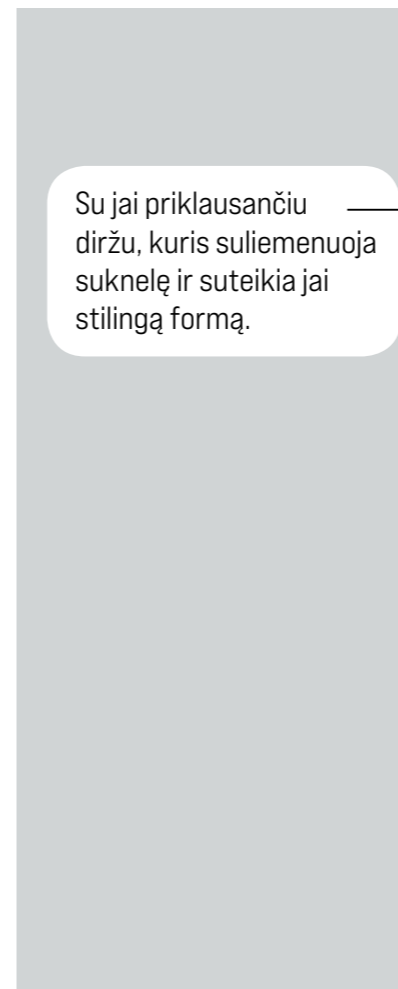 Su jai priklausančiu
diržu, kuris suliemenuoja
suknelę ir suteikia jai
stilingą formą.